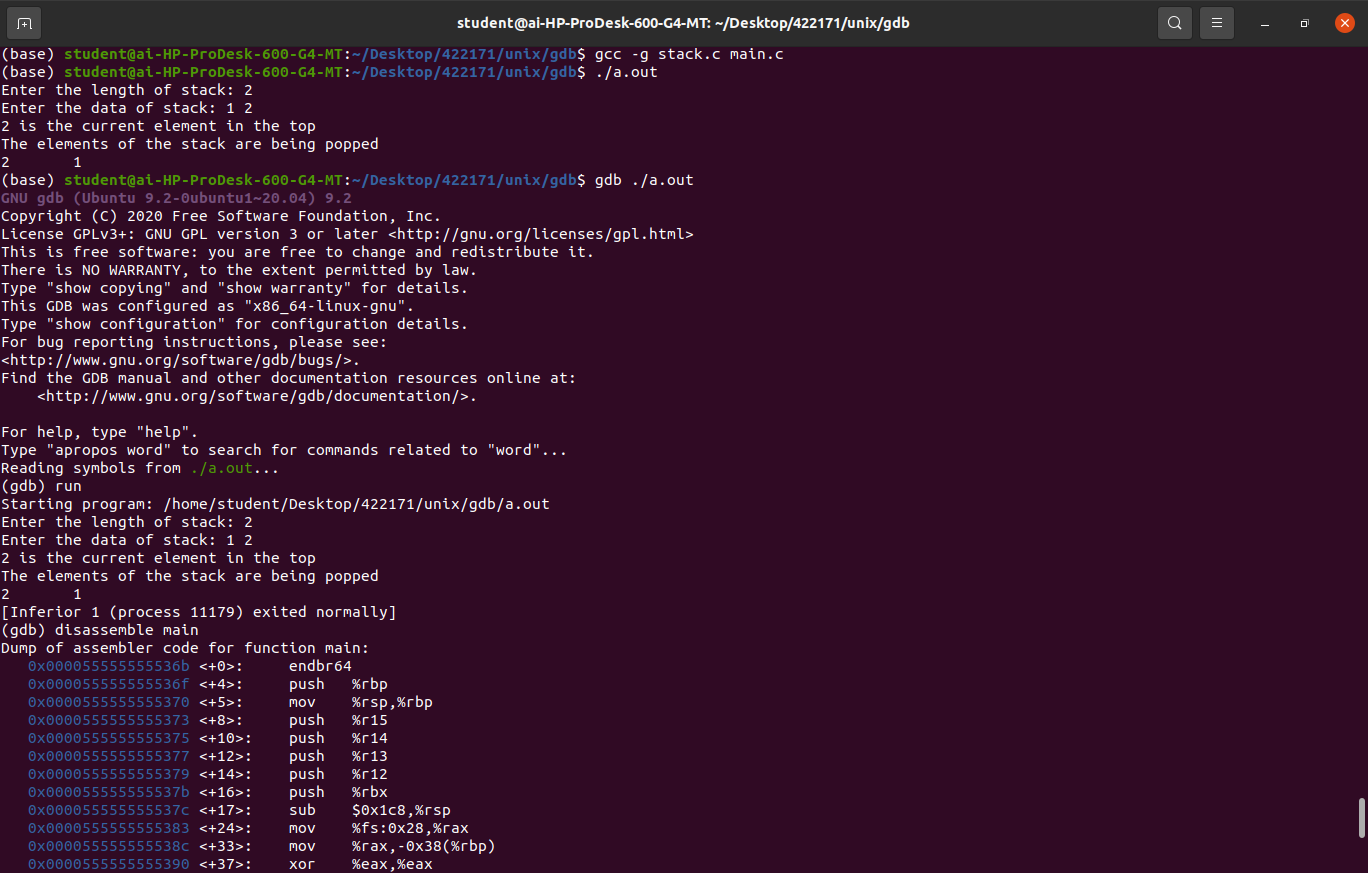 student@ai-HP-ProDesk-600-G4-MT: ~/Desktop/422171/unix/gdb
(base) student@ai-HP-ProDesk-600-G4-MT:~/Desktop/422171/unix/gdb$ gcc -g stack.c main.c
(base) student@ai-HP-ProDesk-600-G4-MT:~/Desktop/422171/unix/gdb$ ./a.out
Enter the length of stack: 2
Enter the data of stack: 1 2
2 is the current element in the top
The elements of the stack are being popped
2       1
(base) student@ai-HP-ProDesk-600-G4-MT:~/Desktop/422171/unix/gdb$ gdb ./a.out
GNU gdb (Ubuntu 9.2-0ubuntu1~20.04) 9.2
Copyright (C) 2020 Free Software Foundation, Inc.
License GPLv3+: GNU GPL version 3 or later <http://gnu.org/licenses/gpl.html>
This is free software: you are free to change and redistribute it.
There is NO WARRANTY, to the extent permitted by law.
Type "show copying" and "show warranty" for details.
This GDB was configured as "x86_64-linux-gnu".
Type "show configuration" for configuration details.
For bug reporting instructions, please see:
<http://www.gnu.org/software/gdb/bugs/>.
Find the GDB manual and other documentation resources online at:
    <http://www.gnu.org/software/gdb/documentation/>.
For help, type "help".
Type "apropos word" to search for commands related to "word"...
Reading symbols from ./a.out...
(gdb) run
Starting program: /home/student/Desktop/422171/unix/gdb/a.out
Enter the length of stack: 2
Enter the data of stack: 1 2
2 is the current element in the top
The elements of the stack are being popped
2       1
[Inferior 1 (process 11179) exited normally]
(gdb) disassemble main
Dump of assembler code for function main:
   0x000055555555536b <+0>:     endbr64
   0x000055555555536f <+4>:     push   %rbp
   0x0000555555555370 <+5>:     mov    %rsp,%rbp
   0x0000555555555373 <+8>:     push   %r15
   0x0000555555555375 <+10>:    push   %r14
   0x0000555555555377 <+12>:    push   %r13
   0x0000555555555379 <+14>:    push   %r12
   0x000055555555537b <+16>:    push   %rbx
   0x000055555555537c <+17>:    sub    $0x1c8,%rsp
   0x0000555555555383 <+24>:    mov    %fs:0x28,%rax
   0x000055555555538c <+33>:    mov    %rax,-0x38(%rbp)
   0x0000555555555390 <+37>:    xor    %eax,%eax